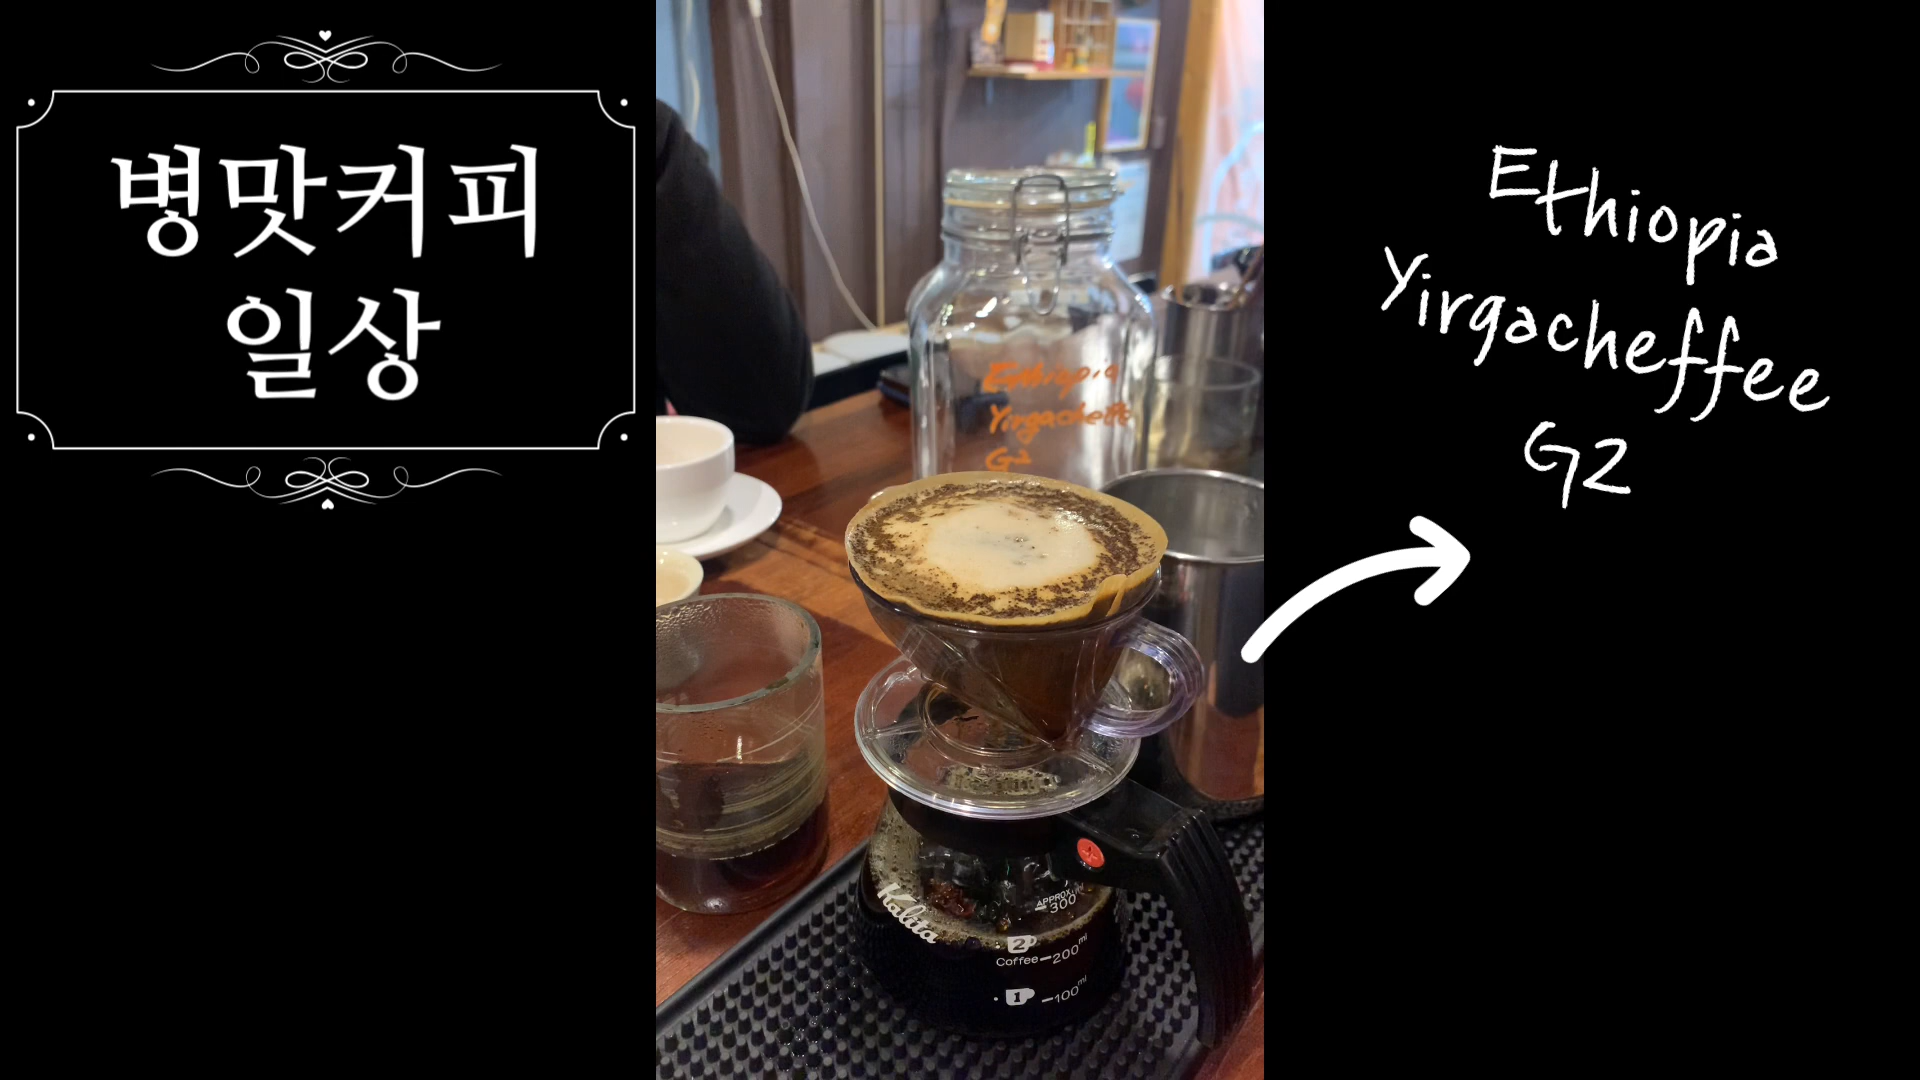 병맛커피
일상
Ethiopia
Yirgacheffee
G2
Ethiopia
Yirgacheffe
G2
Kalita
APPROX.
300
2
Coffee 200ml
1 100ml